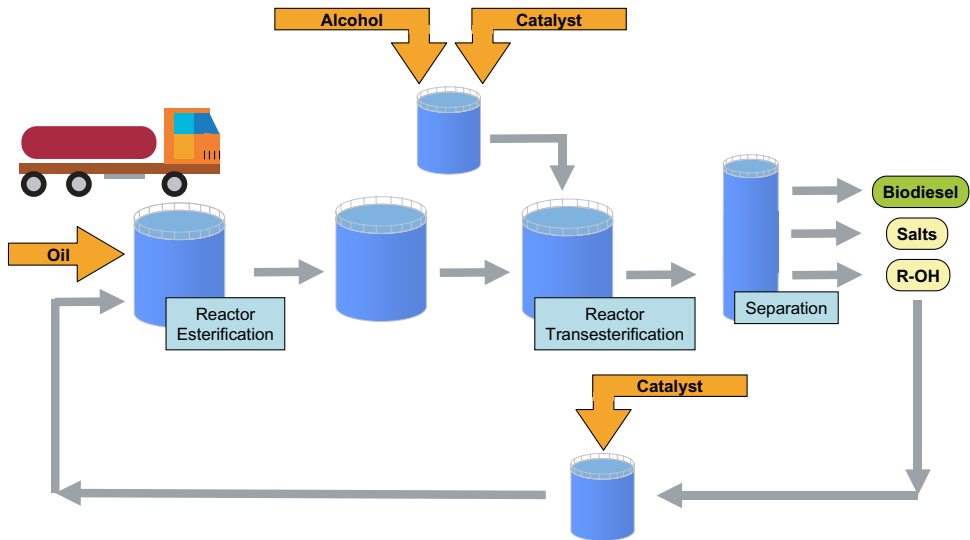 Alcohol
Catalyst
Oil
Biodiesel
Salts
R-OH
Reactor
Esterification
Reactor
Transesterification
Separation
Catalyst